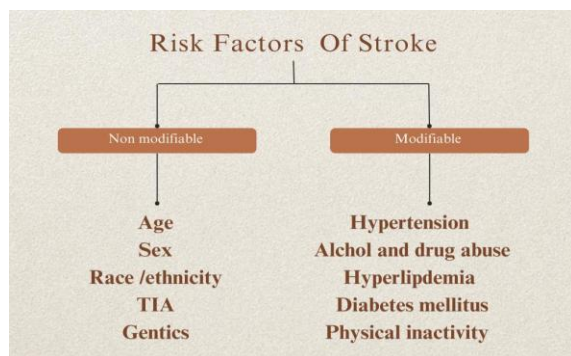 Risk Factors Of Stroke
Non modifiable
Age
Sex
Race /ethnicity
TIA
Gentics
Modifiable
Hypertension
Alchol and drug abuse
Hyperlipdemia
Diabetes mellitus
Physical inactivity